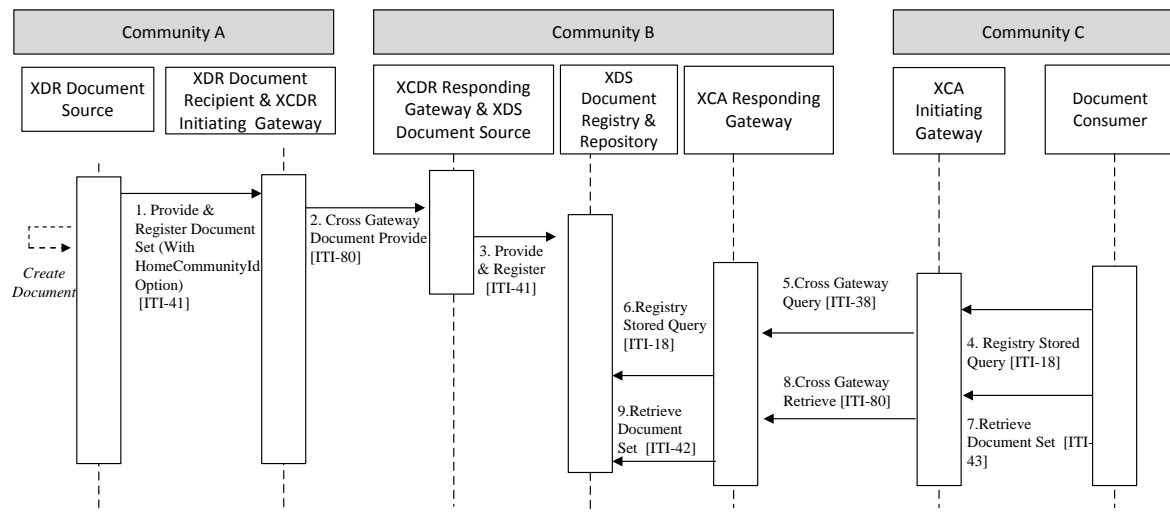 Community A
Community B
Community C
XDR Document
Source
XDR Document
Recipient & XCDR
Initiating Gateway
XCDR Responding
Gateway & XDS
Document Source
XDS
Document
Registry &
Repository
XCA Responding
Gateway
XCA
Initiating
Gateway
Document
Consumer
Create
Document
1. Provide &
Register Document
Set (With
HomeCommunityId
Option)
[ITI-41]
2. Cross Gateway
Document Provide
[ITI-80]
3. Provide
& Register
[ITI-41]
4. Registry Stored
Query [ITI-18]
5.Cross Gateway
Query [ITI-38]
6.Registry
Stored Query
[ITI-18]
7.Retrieve
Document Set [ITI-
43]
8.Cross Gateway
Retrieve [ITI-80]
9.Retrieve
Document
Set [ITI-42]